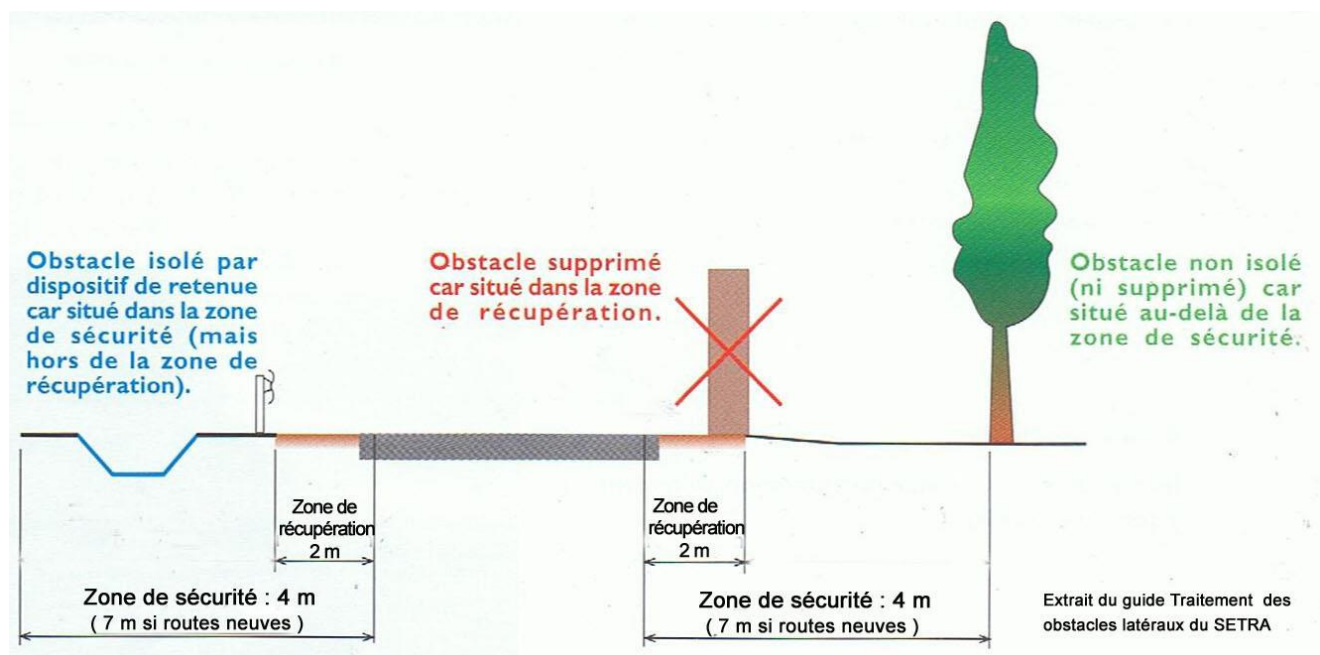 Obstacle isolé par
dispositif de retenue
car situé dans la zone
de sécurité (mais
hors de la zone de
récupération).
Obstacle supprimé
car situé dans la zone
de récupération.
Obstacle non isolé
(ni supprimé) car
situé au-delà de la
zone de sécurité.
Zone de
récupération
2 m
Zone de
récupération
2 m
Zone de sécurité : 4 m
( 7 m si routes neuves )
Zone de sécurité : 4 m
( 7 m si routes neuves )
Extrait du guide Traitement des
obstacles latéraux du SETRA